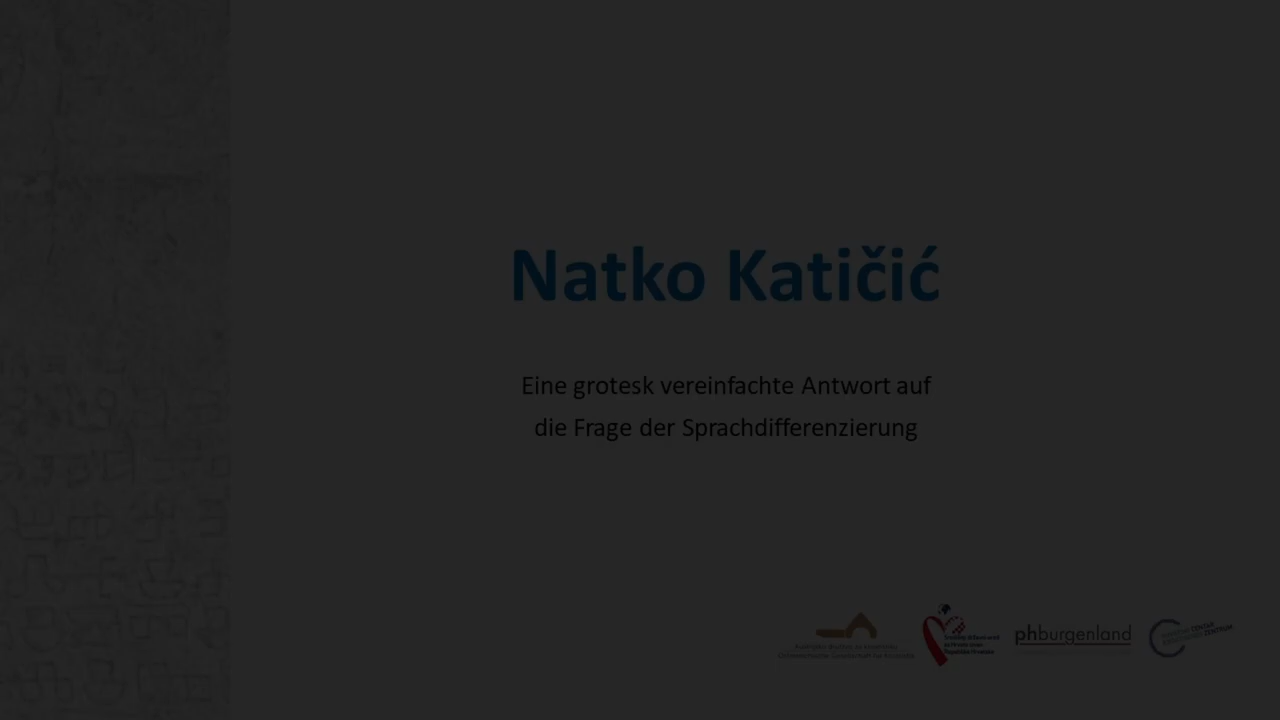 Natko Katičić
Eine grotesk vereinfachte Antwort auf
die Frage der Sprachdifferenzierung
phburgenland